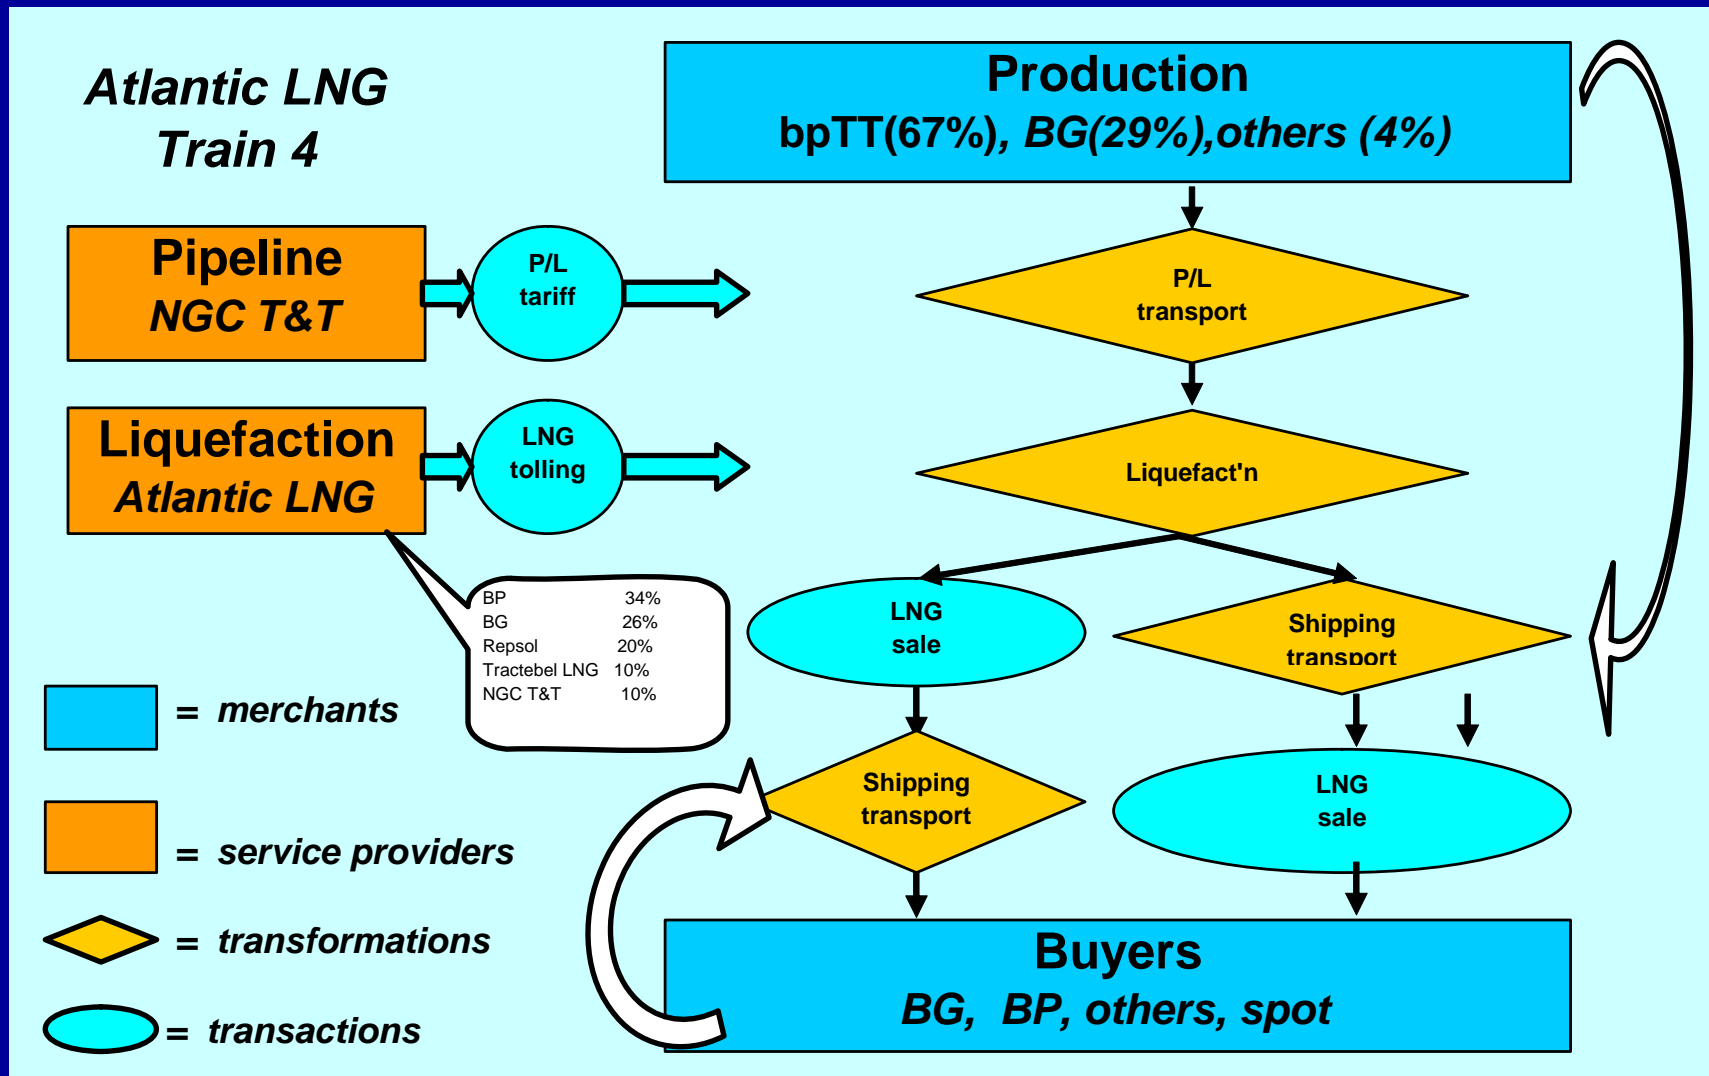 Atlantic LNG
Train 4
Production
bpTT(67%), BG(29%),others (4%)
Pipeline
NGC T&T
P/L
tariff
P/L
transport
Liquefaction
Atlantic LNG
LNG
tolling
Liquefact'n
BP 34%
BG 26%
Repsol 20%
Tractebel LNG 10%
NGC T&T 10%
LNG
sale
Shipping
transport
= merchants
Shipping
transport
LNG
sale
= service providers
= transformations
Buyers
BG, BP, others, spot
= transactions